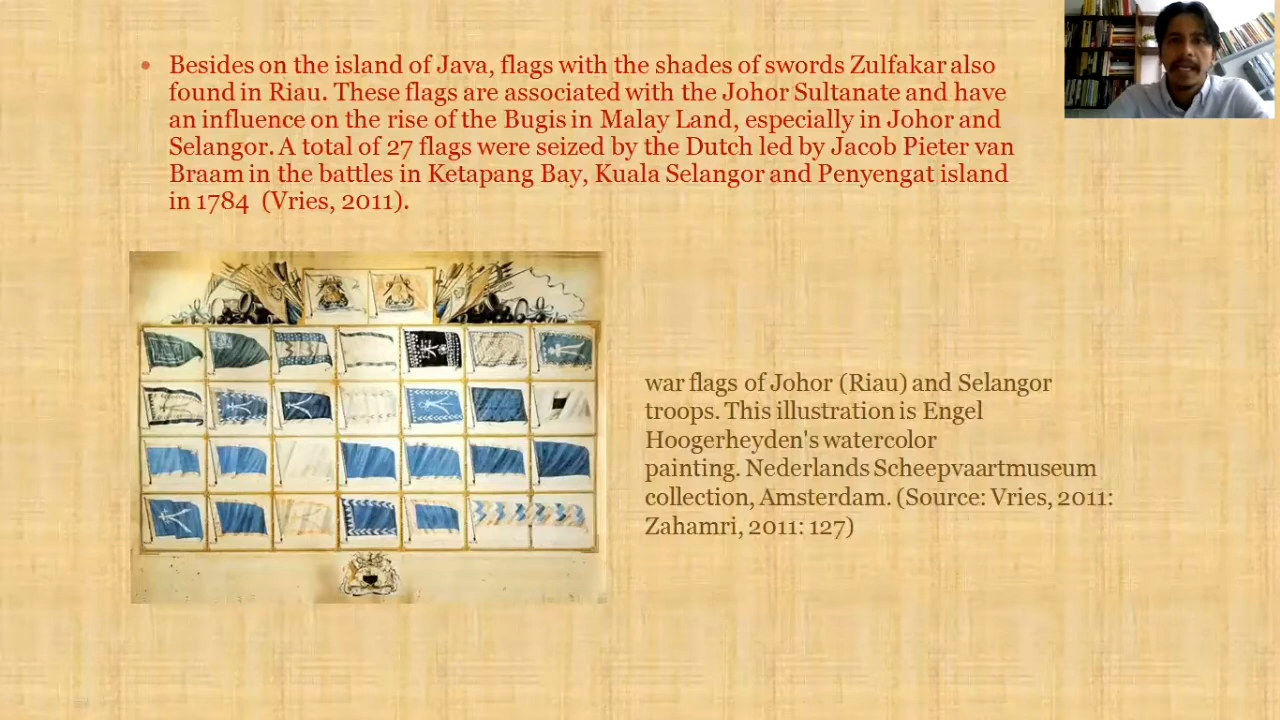 • Besides on the island of Java, flags with the shades of swords Zulfakar also
found in Riau. These flags are associated with the Johor Sultanate and have
an influence on the rise of the Bugis in Malay Land, especially in Johor and
Selangor. A total of 27 flags were seized by the Dutch led by Jacob Pieter van
Braam in the battles in Ketapang Bay, Kuala Selangor and Penyengat island
in 1784 (Vries, 2011).
war flags of Johor (Riau) and Selangor
troops. This illustration is Engel
Hoogerheyden's watercolor
painting. Nederlands Scheepvaartmuseum
collection, Amsterdam. (Source: Vries, 2011:
Zahamri, 2011: 127)